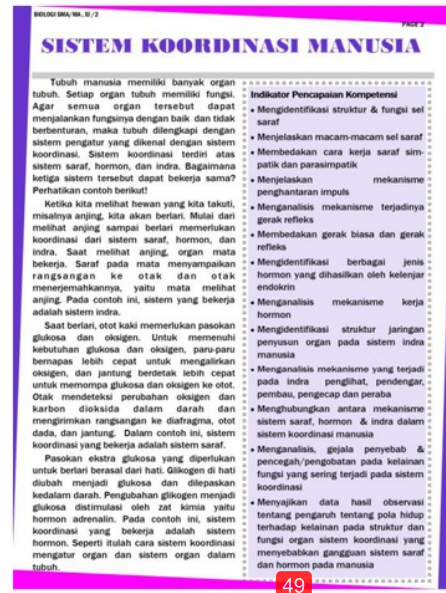 BIOLOGI SMA/MA..XI /2
PAGE 2
SISTEM KOORDINASI MANUSIA
Tubuh manusia memiliki banyak organ
tubuh. Setiap organ tubuh memiliki fungsi.
Agar semua organ tersebut dapat
menjalankan fungsinya dengan baik dan tidak
berbenturan, maka tubuh dilengkapi dengan
sistem pengatur yang dikenal dengan sistem
koordinasi. Sistem koordinasi terdiri atas
sistem saraf, hormon, dan indra. Bagaimana
ketiga sistem tersebut dapat bekerja sama?
Perhatikan contoh berikut!
Ketika kita melihat hewan yang kita takuti,
misalnya anjing, kita akan berlari. Mulai dari
melihat anjing sampai berlari memerlukan
koordinasi dari sistem saraf, hormon, dan
indra. Saat melihat anjing, organ mata
bekerja. Saraf pada mata menyampaikan
rangsangan ke otak dan otak
menerjemahkannya, yaitu mata melihat
anjing. Pada contoh ini, sistem yang bekerja
adalah sistem indra.
Saat berlari, otot kaki memerlukan pasokan
glukosa dan oksigen. Untuk memenuhi
kebutuhan glukosa dan oksigen, paru-paru
bernapas lebih cepat untuk mengalirkan
oksigen, dan jantung berdetak lebih cepat
untuk memompa glukosa dan oksigen ke otot.
Otak mendeteksi perubahan oksigen dan
karbon dioksida dalam darah dan
mengirimkan rangsangan ke diafragma, otot
dada, dan jantung. Dalam contoh ini, sistem
koordinasi yang bekerja adalah sistem saraf.
Pasokan ekstra glukosa yang diperlukan
untuk berlari berasal dari hati. Glikogen di hati
diubah menjadi glukosa dan dilepaskan
kedalam darah. Pengubahan glikogen menjadi
glukosa distimulasi oleh zat kimia yaitu
hormon adrenalin. Pada contoh ini, sistem
koordinasi yang bekerja adalah sistem
hormon. Seperti itulah cara sistem koordinasi
mengatur organ dan sistem organ dalam
tubuh.
Indikator Pencapaian Kompetensi
• Mengidentifikasi struktur & fungsi sel
saraf
• Menjelaskan macam-macam sel saraf
• Membedakan cara kerja saraf sim-
patik dan parasimpatik
• Menjelaskan mekanisme
penghantaran impuls
• Menganalisis mekanisme terjadinya
gerak refleks
• Membedakan gerak biasa dan gerak
refleks
• Mengidentifikasi berbagai jenis
hormon yang dihasilkan oleh kelenjar
endokrin
• Menganalisis mekanisme kerja
hormon
• Mengidentifikasi struktur jaringan
penyusun organ pada sistem indra
manusia
• Menganalisis mekanisme yang terjadi
pada indra penglihat, pendengar,
pembau, pengecap dan peraba
• Menghubungkan antara mekanisme
sistem saraf, hormon & indra dalam
sistem koordinasi manusia
• Menganalisis, gejala penyebab &
pencegah/pengobatan pada kelainan
fungsi yang sering terjadi pada sistem
koordinasi
• Menyajikan data hasil observasi
tentang pengaruh tentang pola hidup
terhadap kelainan pada struktur dan
fungsi organ sistem koordinasi yang
menyebabkan gangguan sistem saraf
dan hormon pada manusia
49